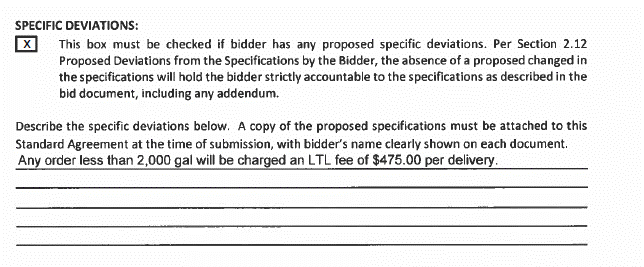 SPECIFIC DEVIATIONS:
X This box must be checked if bidder has any proposed specific deviations. Per Section 2.12
Proposed Deviations from the Specifications by the Bidder, the absence of a proposed changed in
the specifications will hold the bidder strictly accountable to the specifications as described in the
bid document, including any addendum.
Describe the specific deviations below. A copy of the proposed specifications must be attached to this
Standard Agreement at the time of submission, with bidder's name clearly shown on each document.
Any order less than 2,000 gal will be charged an LTL fee of $475.00 per delivery.